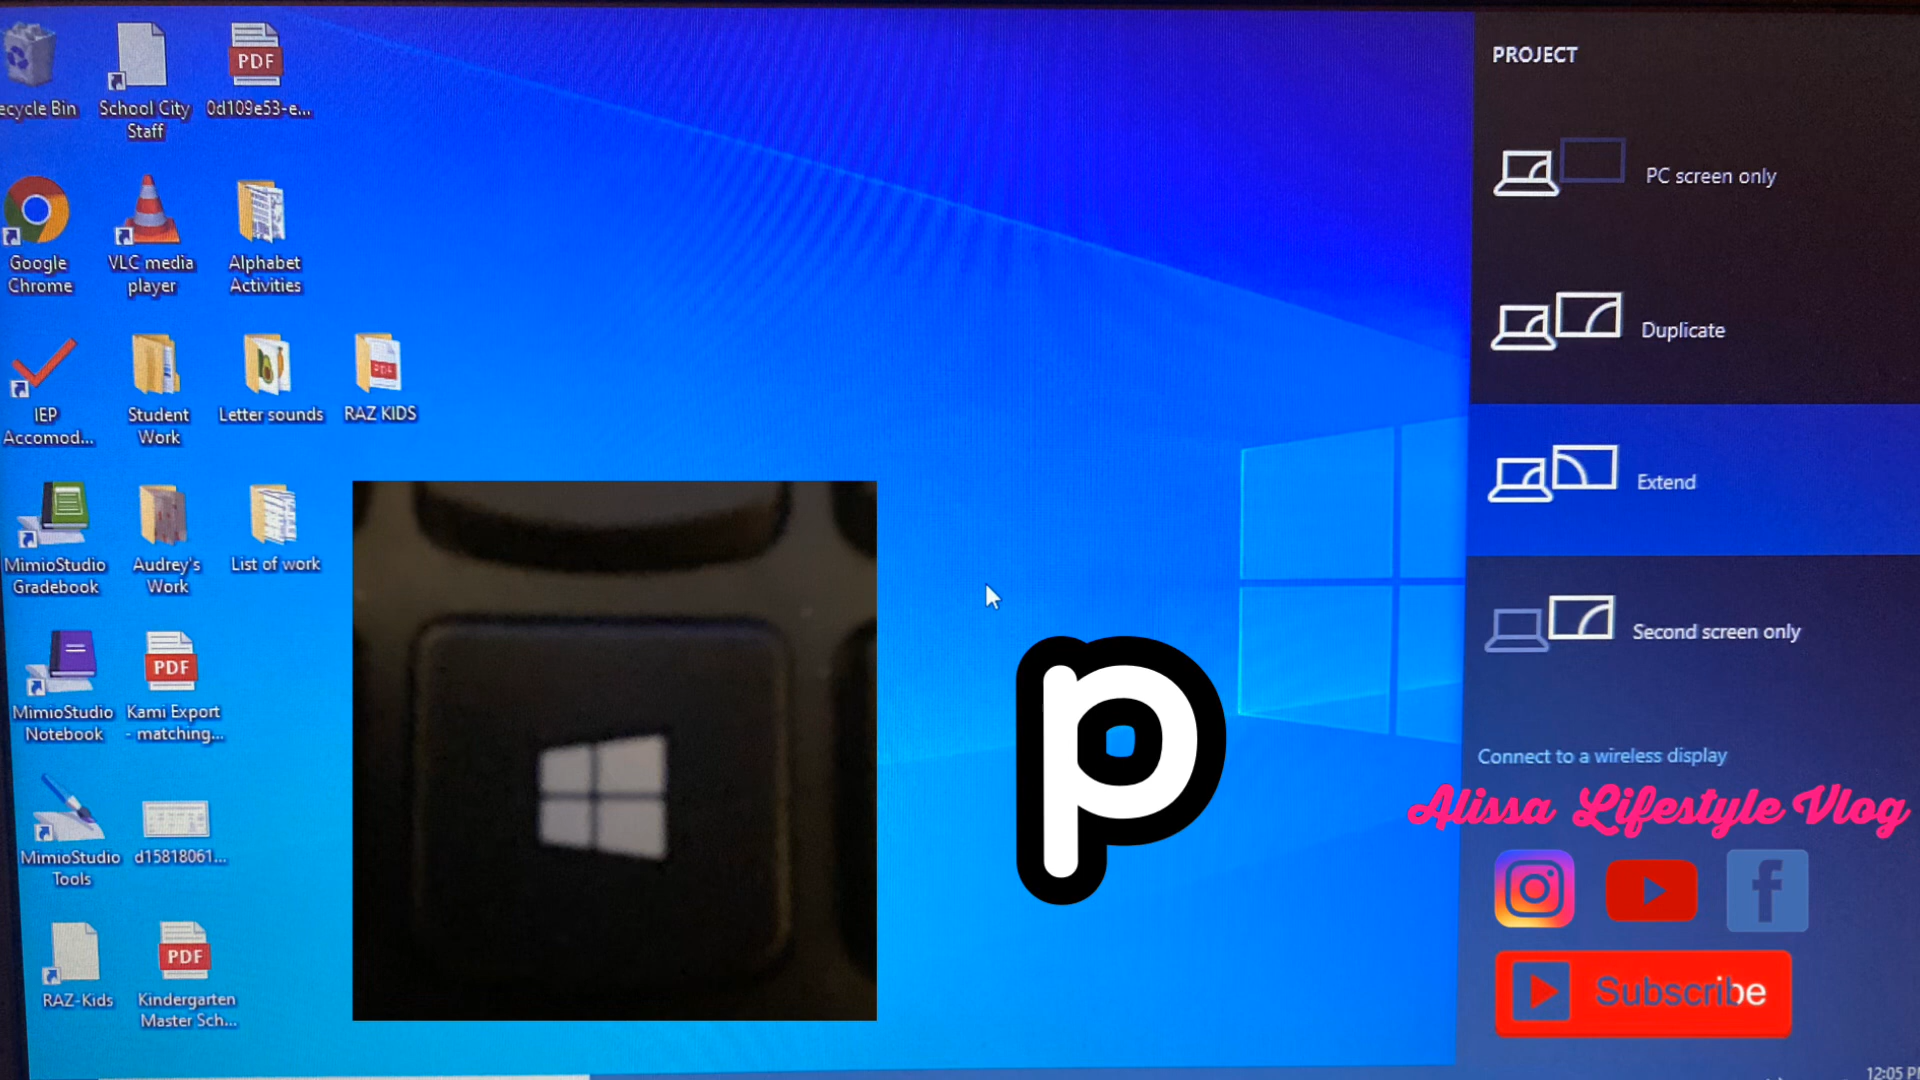 ecycle Bin
School City
Staff
PDF
0d109e53-e...
Google
Chrome
VLC media
player
Alphabet
Activities
IEP
Accomod...
Student
Work
Letter sounds
PDF
RAZ KIDS
MimioStudio
Gradebook
Audrey's
Work
List of work
MimioStudio
Notebook
PDF
Kami Export
- matching...
MimioStudio
Tools
d15818061...
RAZ-Kids
PDF
Kindergarten
Master Sch...
p
PROJECT
PC screen only
Duplicate
Extend
Second screen only
Connect to a wireless display
Alissa Lifestyle Vlog
f
Subscribe
12:05 P